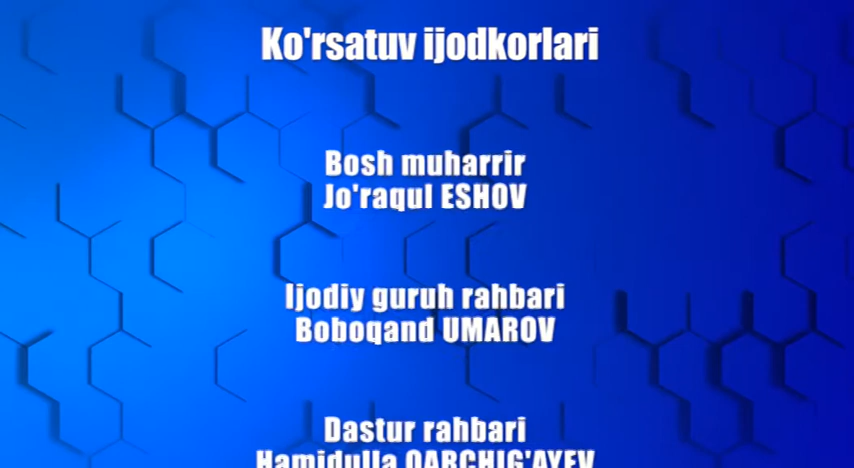 Ko'rsatuv ijodkorlari
Bosh muharrir
Jo'raqul ESHOV
Ijodiy guruh rahbari
Boboqand UMAROV
Dastur rahbari
Hamidulla QARCHIG'AYEV